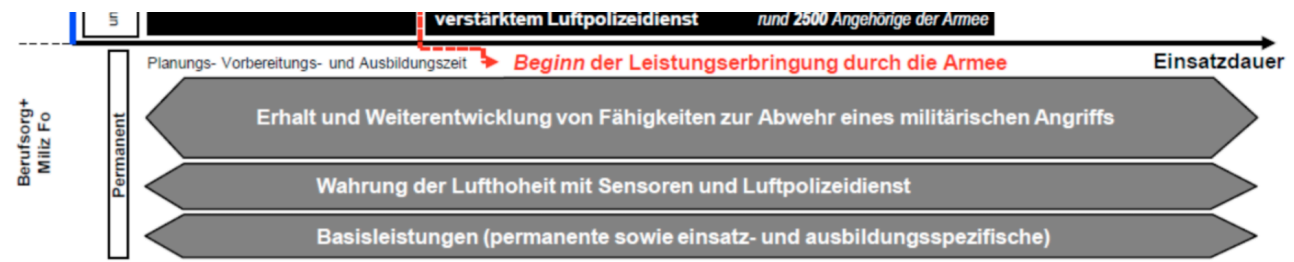 un
verstärktem Luftpolizeidienst rund 2500 Angehörige der Armee
Planungs- Vorbereitungs- und Ausbildungszeit
Beginn der Leistungserbringung durch die Armee
Einsatzdauer
Berufsorg+
Miliz Fo
Permanent
Erhalt und Weiterentwicklung von Fähigkeiten zur Abwehr eines militärischen Angriffs
Wahrung der Lufthoheit mit Sensoren und Luftpolizeidienst
Basisleistungen (permanente sowie einsatz- und ausbildungsspezifische)